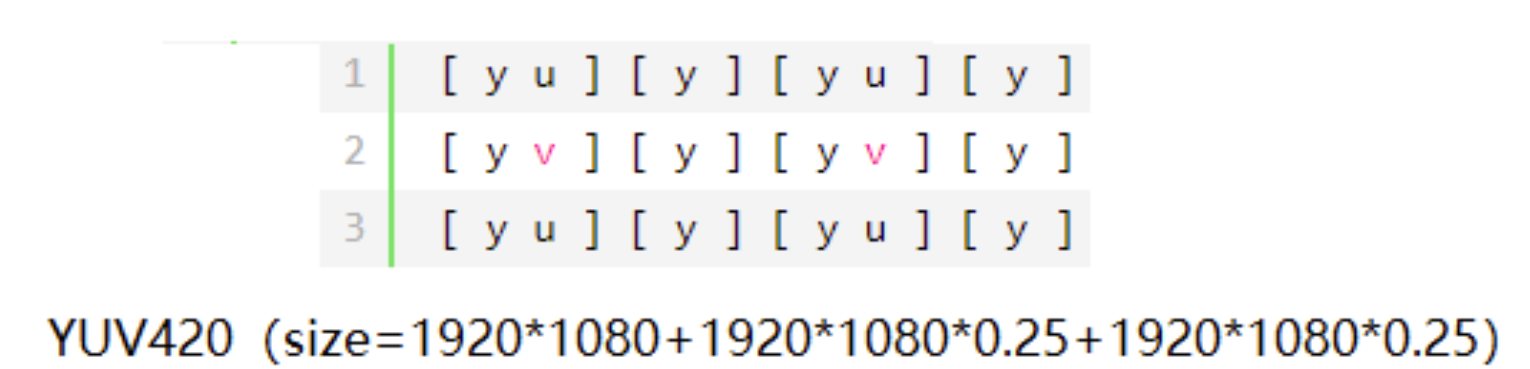 1 [ y u ] [ y ] [ y u ] [ y ]
2 [ y v ] [ y ] [ y v ] [ y ]
3 [ y u ] [ y ] [ y u ] [ y ]
YUV420 (size=1920*1080+1920*1080*0.25+1920*1080*0.25)